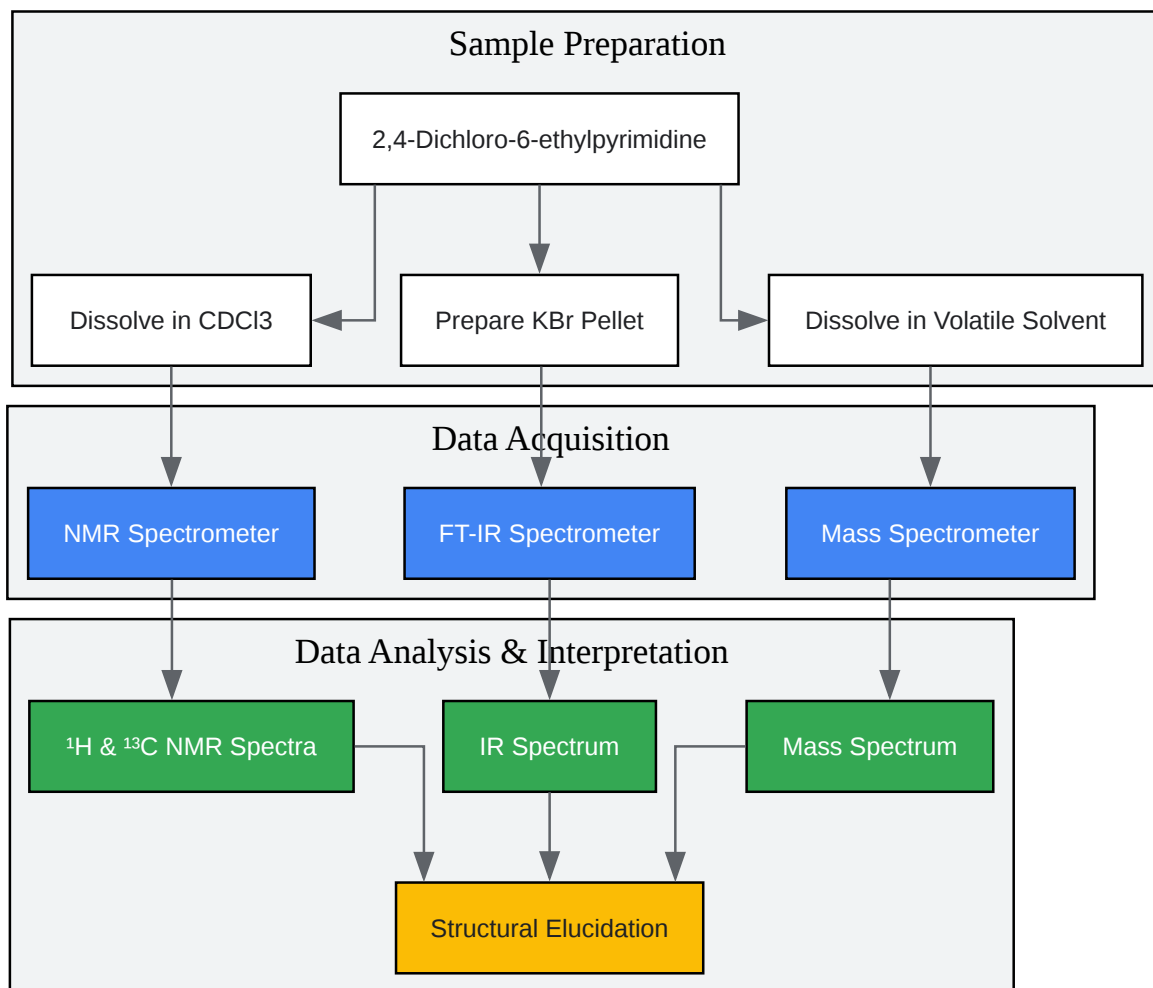 Sample Preparation
2,4-Dichloro-6-ethylpyrimidine
Dissolve in CDCl3
Prepare KBr Pellet
Dissolve in Volatile Solvent
Data Acquisition
NMR Spectrometer
FT-IR Spectrometer
Mass Spectrometer
Data Analysis & Interpretation
¹H & ¹³C NMR Spectra
IR Spectrum
Mass Spectrum
Structural Elucidation